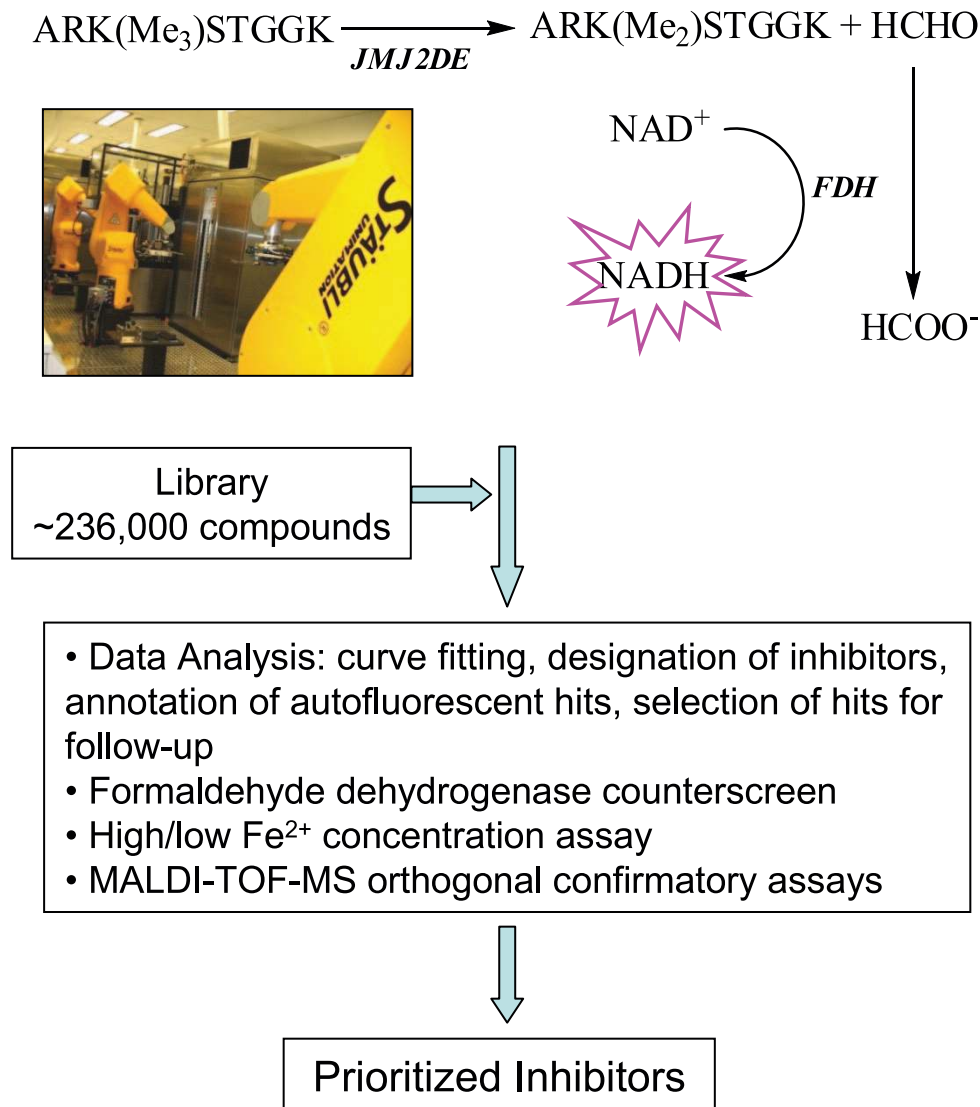 ARK(Me₃)STGGK JMJ2DE ARK(Me₂)STGGK + HCHO
NAD⁺
FDH
NADH
HCOO⁻
STÄUBLI
UNIMATION
Library
~236,000 compounds
• Data Analysis: curve fitting, designation of inhibitors,
annotation of autofluorescent hits, selection of hits for
follow-up
• Formaldehyde dehydrogenase counterscreen
• High/low Fe²⁺ concentration assay
• MALDI-TOF-MS orthogonal confirmatory assays
Prioritized Inhibitors